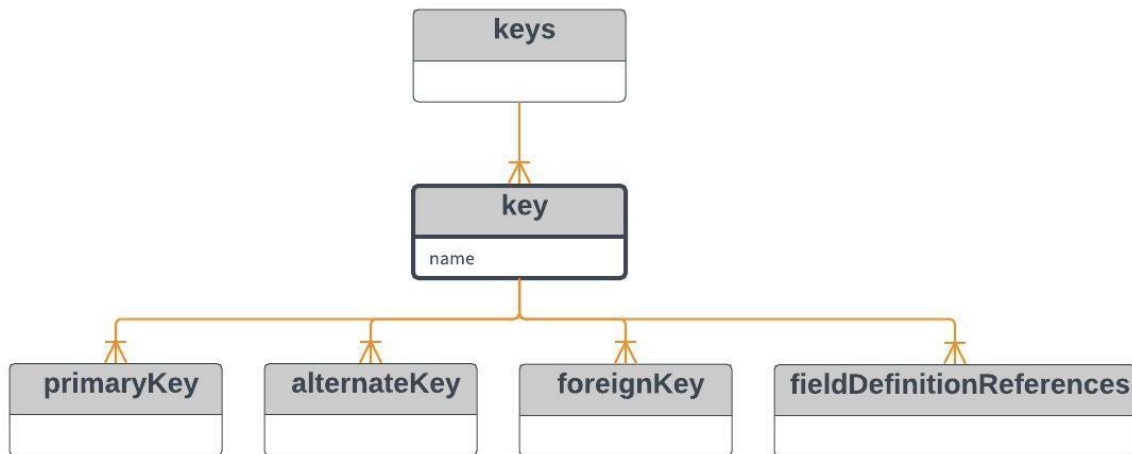 keys
key
name
primaryKey
alternateKey
foreignKey
fieldDefinitionReferences